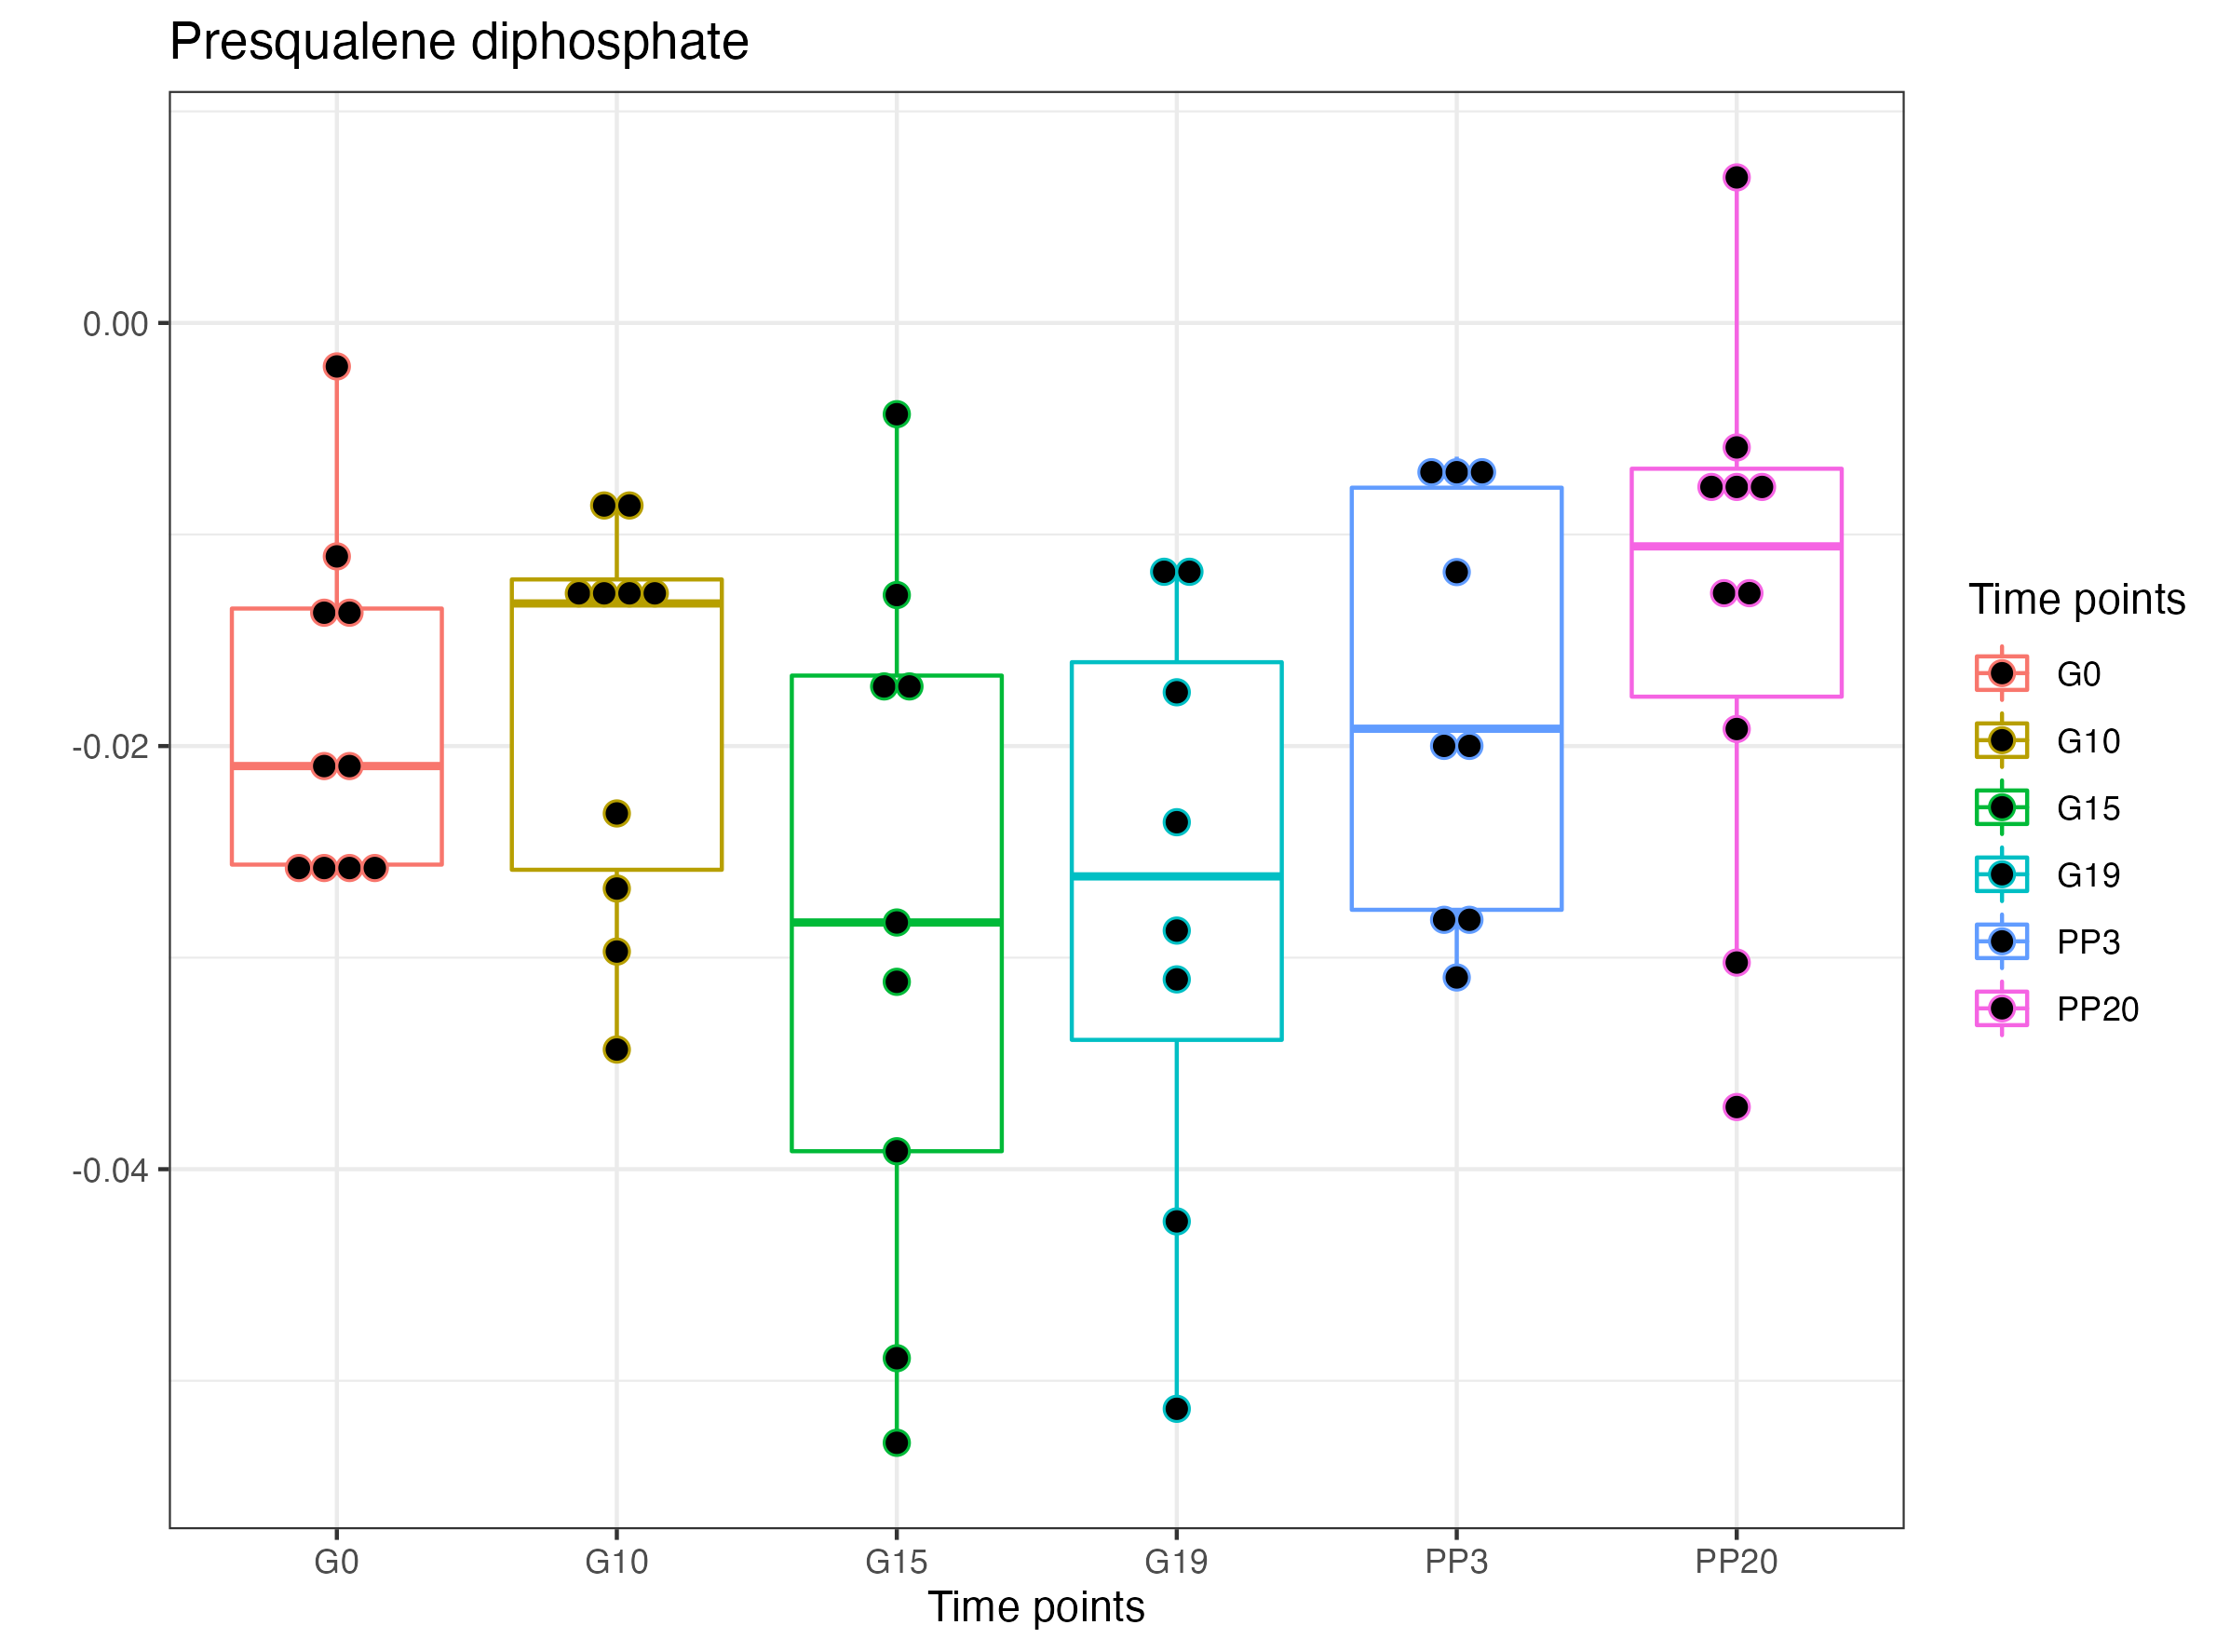 Presqualene diphosphate
0.00
-0.02
-0.04
G0 G10 G15 G19 PP3 PP20
Time points
Time points
G0
G10
G15
G19
PP3
PP20